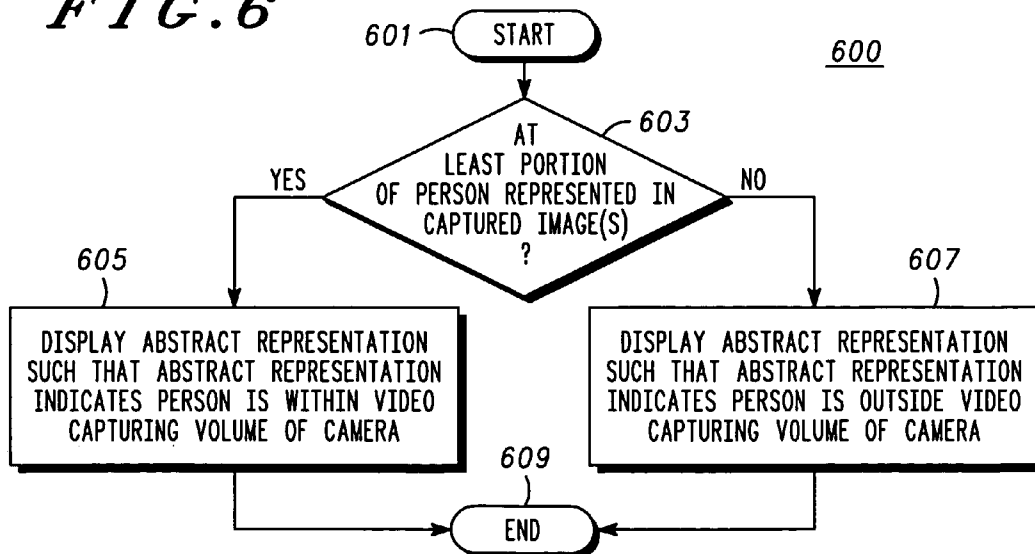 FIG.6
601
START
600
603
AT
LEAST PORTION
OF PERSON REPRESENTED IN
CAPTURED IMAGE(S)
?
YES
NO
605
607
DISPLAY ABSTRACT REPRESENTATION
SUCH THAT ABSTRACT REPRESENTATION
INDICATES PERSON IS WITHIN VIDEO
CAPTURING VOLUME OF CAMERA
DISPLAY ABSTRACT REPRESENTATION
SUCH THAT ABSTRACT REPRESENTATION
INDICATES PERSON IS OUTSIDE VIDEO
CAPTURING VOLUME OF CAMERA
609
END